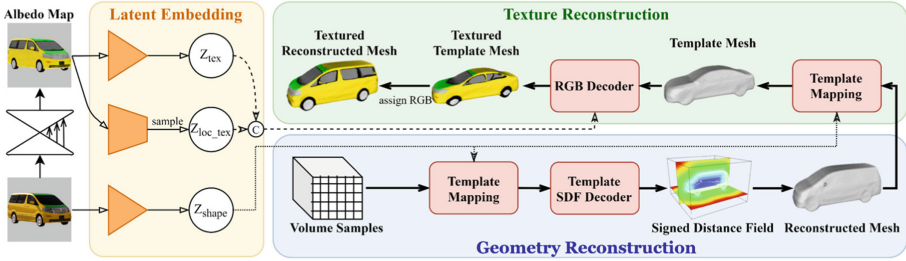 Albedo Map
Latent Embedding
Texture Reconstruction
Z_tex
Z_loc_tex
Z_shape
sample
C
Textured
Reconstructed Mesh
Textured
Template Mesh
assign RGB
RGB Decoder
Template Mesh
Template
Mapping
Volume Samples
Template
Mapping
Template
SDF Decoder
Signed Distance Field
Reconstructed Mesh
Geometry Reconstruction